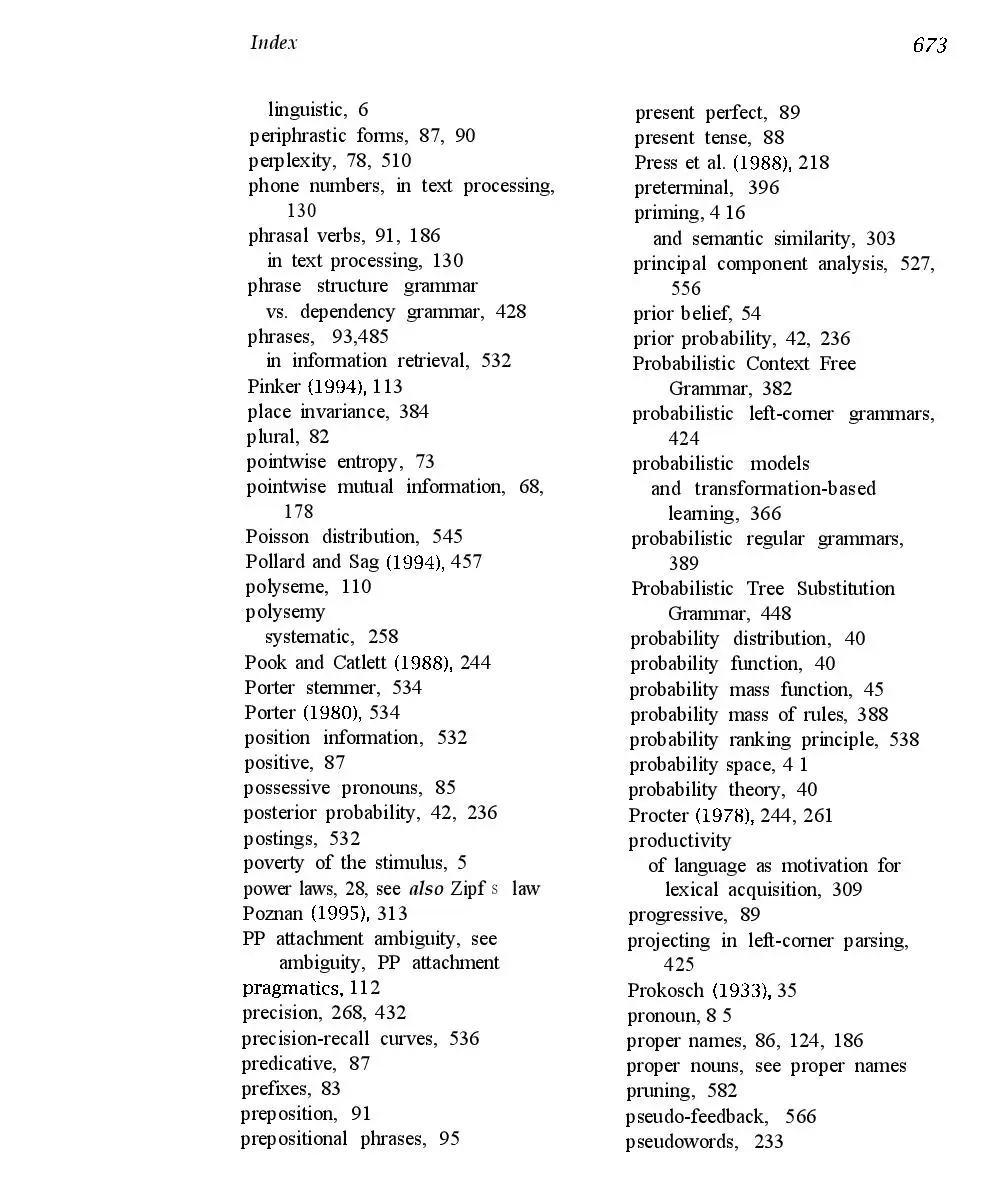 Index
673
linguistic, 6
periphrastic forms, 87, 90
perplexity, 78, 510
phone numbers, in text processing,
130
phrasal verbs, 91, 186
in text processing, 130
phrase structure grammar
vs. dependency grammar, 428
phrases, 93,485
in information retrieval, 532
Pinker (1994), 113
place invariance, 384
plural, 82
pointwise entropy, 73
pointwise mutual information, 68,
178
Poisson distribution, 545
Pollard and Sag (1994), 457
polyseme, 110
polysemy
systematic, 258
Pook and Catlett (1988), 244
Porter stemmer, 534
Porter (1980), 534
position information, 532
positive, 87
possessive pronouns, 85
posterior probability, 42, 236
postings, 532
poverty of the stimulus, 5
power laws, 28, see also Zipf s law
Poznan (1995), 313
PP attachment ambiguity, see
ambiguity, PP attachment
pragmatics, 112
precision, 268, 432
precision-recall curves, 536
predicative, 87
prefixes, 83
preposition, 91
prepositional phrases, 95
present perfect, 89
present tense, 88
Press et al. (1988), 218
preterminal, 396
priming, 4 16
and semantic similarity, 303
principal component analysis, 527,
556
prior belief, 54
prior probability, 42, 236
Probabilistic Context Free
Grammar, 382
probabilistic left-corner grammars,
424
probabilistic models
and transformation-based
learning, 366
probabilistic regular grammars,
389
Probabilistic Tree Substitution
Grammar, 448
probability distribution, 40
probability function, 40
probability mass function, 45
probability mass of rules, 388
probability ranking principle, 538
probability space, 4 1
probability theory, 40
Procter (1978), 244, 261
productivity
of language as motivation for
lexical acquisition, 309
progressive, 89
projecting in left-corner parsing,
425
Prokosch (1933), 35
pronoun, 8 5
proper names, 86, 124, 186
proper nouns, see proper names
pruning, 582
pseudo-feedback, 566
pseudowords, 233